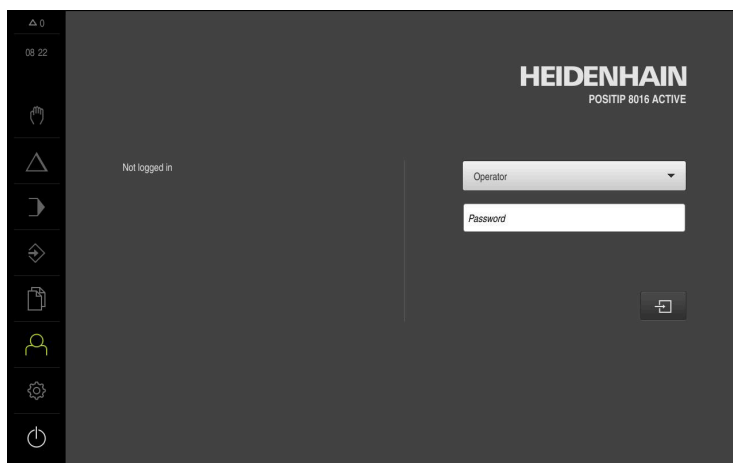 0
08 22
HEIDENHAIN
POSITIP 8016 ACTIVE
Not logged in
Operator
Password